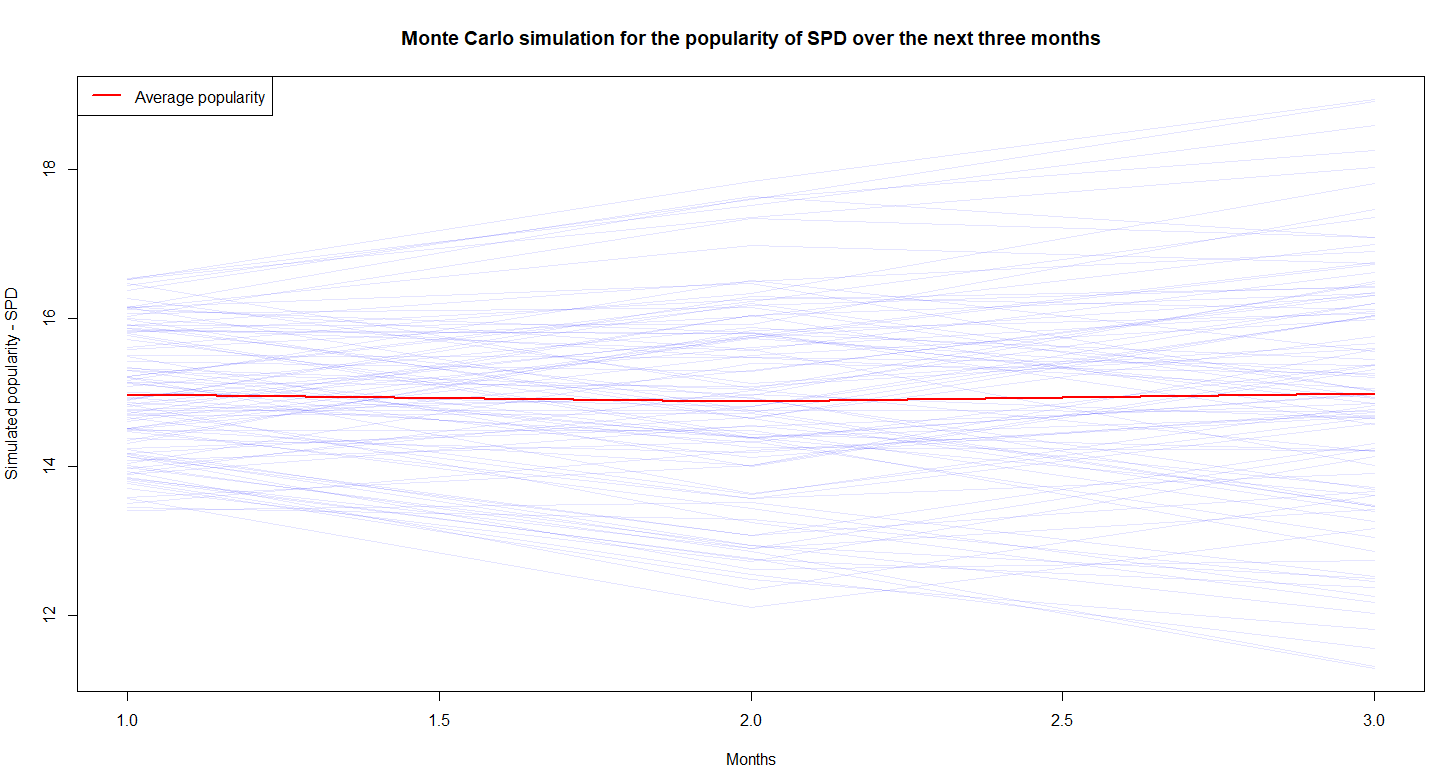 Monte Carlo simulation for the popularity of SPD over the next three months
Average popularity
Simulated popularity - SPD
18
16
14
12
1.0 1.5 2.0 2.5 3.0
Months